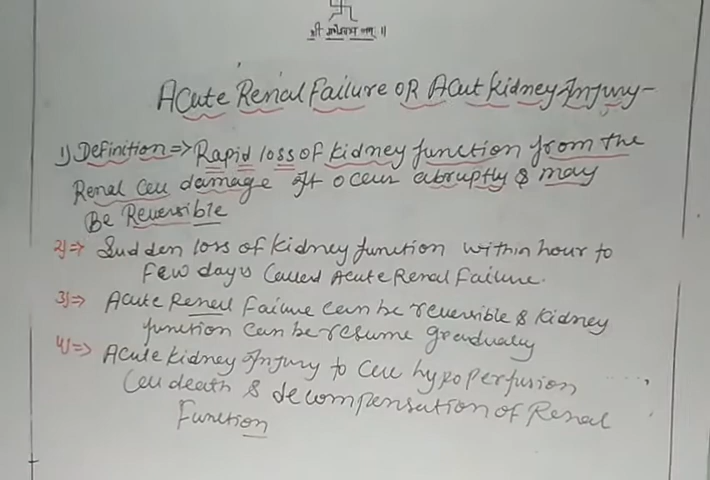 श्री गणेशाय नमः ॥
Acute Renal Failure OR Acut Kidney Injury-
1) Definition => Rapid loss of kidney function from the
Renal Cell damage It occur abruptly & may
Be Reversible
2) => Sudden loss of kidney function within hour to
Few days Called Acute Renal Failure.
3) => Acute Renal Failure can be reversible & kidney
function can be resume gradually
4) => Acute kidney Injury to Cell hypoperfusion
Cell death & decompensation of Renal
Function